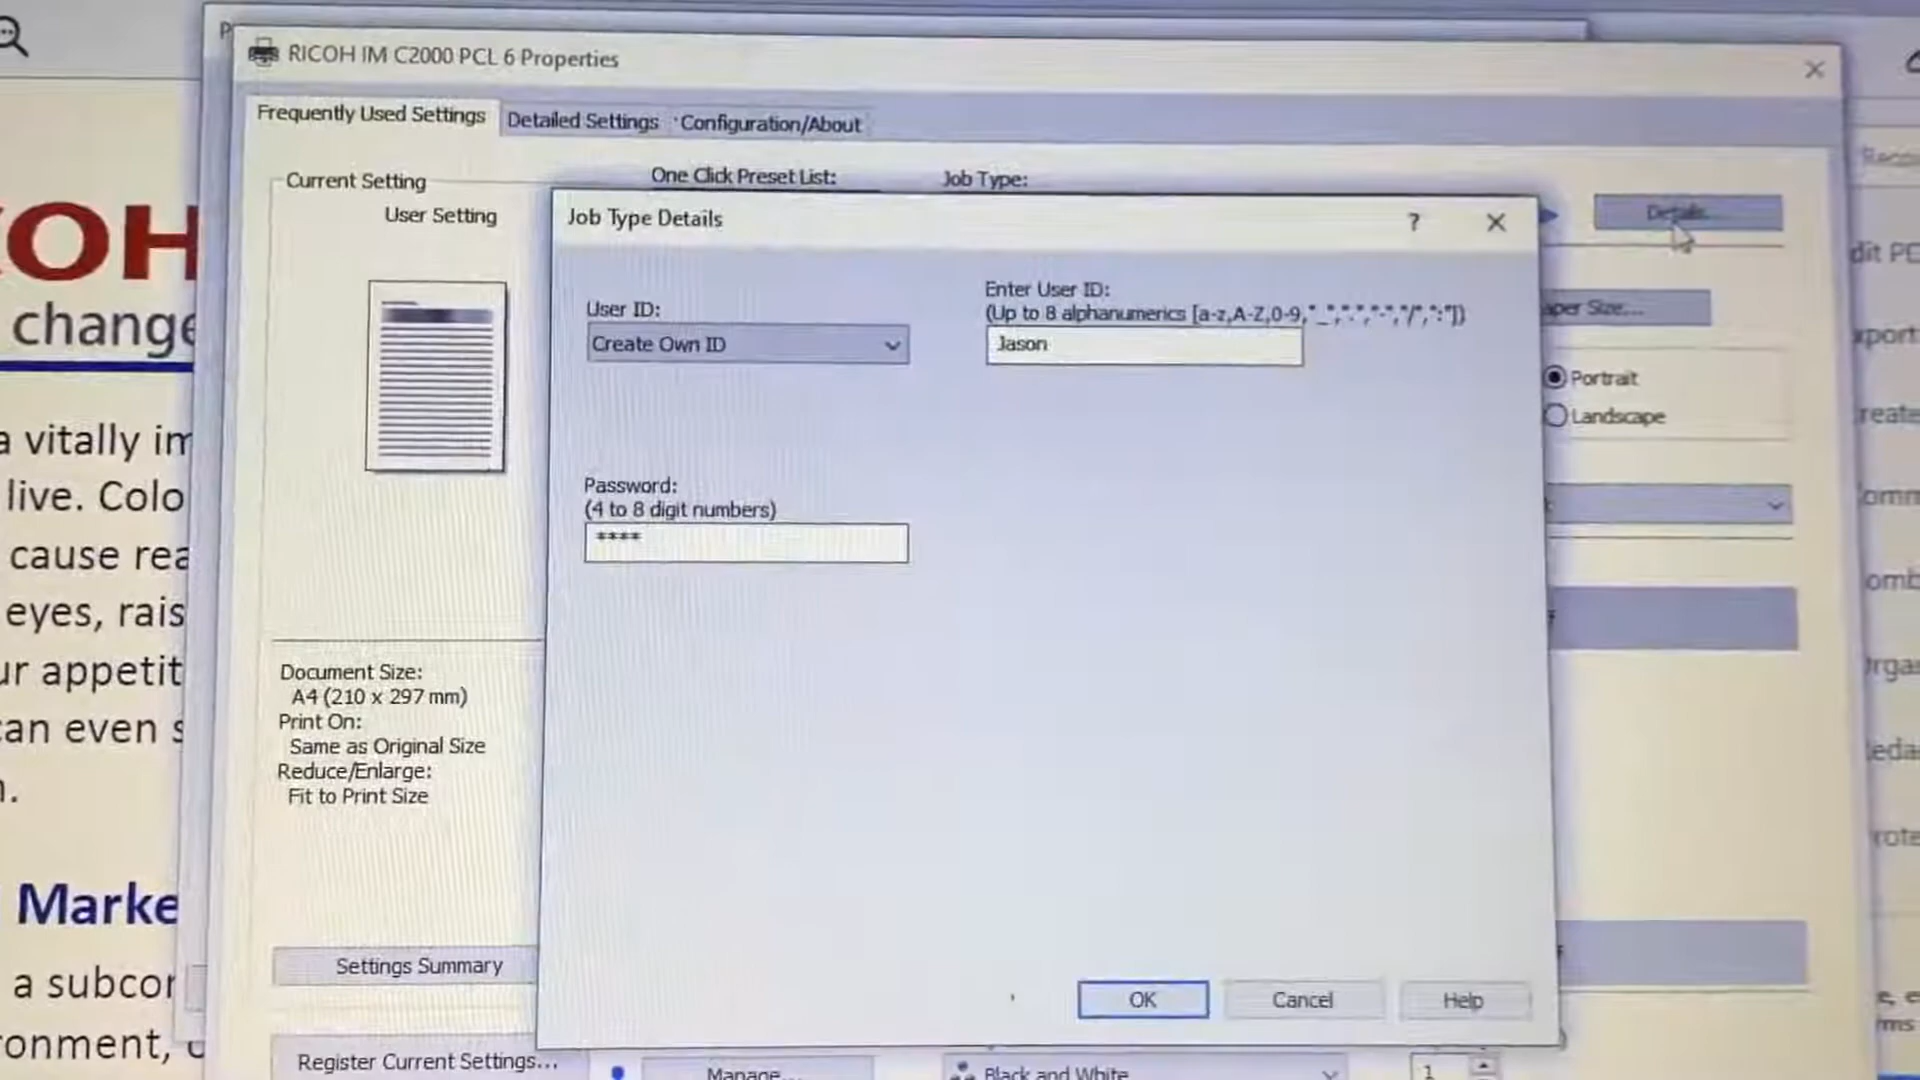 RICOH IM C2000 PCL 6 Properties
Frequently Used Settings
Detailed Settings
Configuration/About
Current Setting
User Setting
One Click Preset List:
Job Type:
Details...
Job Type Details
?
User ID:
Create Own ID
Enter User ID:
(Up to 8 alphanumerics [a-z,A-Z,0-9,"_",".","-","/",":"])
Jason
Password:
(4 to 8 digit numbers)
****
Portrait
Landscape
Document Size:
A4 (210 x 297 mm)
Print On:
Same as Original Size
Reduce/Enlarge:
Fit to Print Size
Settings Summary
Register Current Settings...
OK
Cancel
Help
Manage...
Black and White
1
OH
change
a vitally im
live. Colo
cause rea
eyes, rais
ur appetit
can even s
Marke
a subcor
ronment,